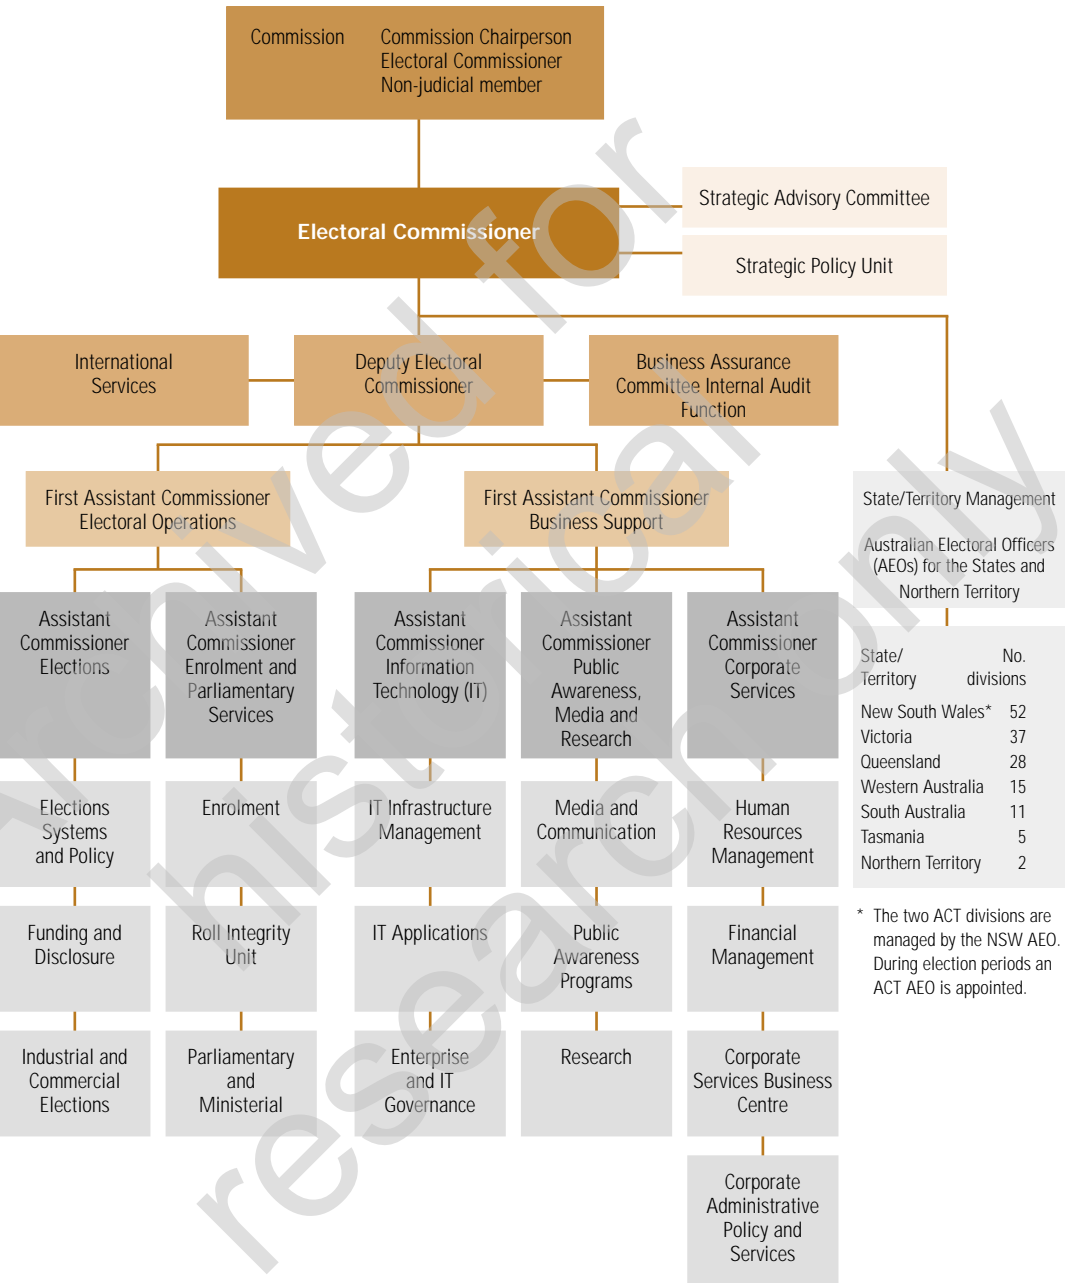 Commission Commission Chairperson
Electoral Commissioner
Non-judicial member
Electoral Commissioner
Strategic Advisory Committee
Strategic Policy Unit
International
Services
Deputy Electoral
Commissioner
Business Assurance
Committee Internal Audit
Function
First Assistant Commissioner
Electoral Operations
First Assistant Commissioner
Business Support
State/Territory Management
Australian Electoral Officers
(AEOs) for the States and
Northern Territory
Assistant
Commissioner
Elections
Assistant
Commissioner
Enrolment and
Parliamentary
Services
Assistant
Commissioner
Information
Technology (IT)
Assistant
Commissioner
Public
Awareness,
Media and
Research
Assistant
Commissioner
Corporate
Services
State/ No.
Territory divisions
New South Wales* 52
Victoria 37
Queensland 28
Western Australia 15
South Australia 11
Tasmania 5
Northern Territory 2
* The two ACT divisions are
managed by the NSW AEO.
During election periods an
ACT AEO is appointed.
Elections
Systems
and Policy
Enrolment
IT Infrastructure
Management
Media and
Communication
Human
Resources
Management
Funding and
Disclosure
Roll Integrity
Unit
IT Applications
Public
Awareness
Programs
Financial
Management
Industrial and
Commercial
Elections
Parliamentary
and
Ministerial
Enterprise
and IT
Governance
Research
Corporate
Services Business
Centre
Corporate
Administrative
Policy and
Services
Archived for
historical
research only